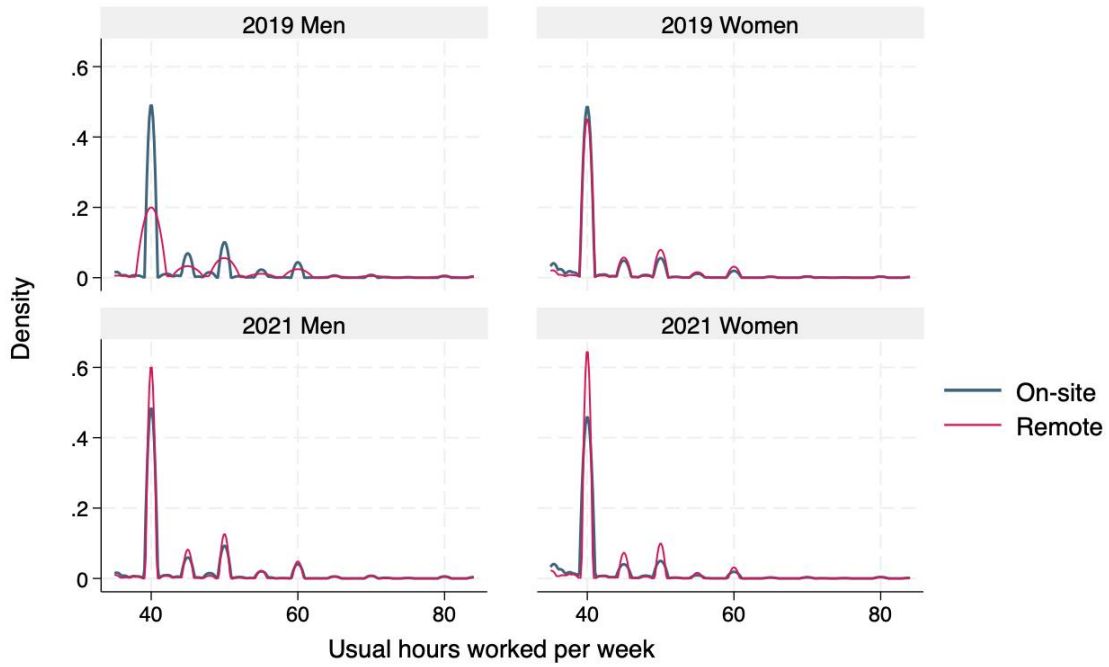 2019 Men
2019 Women
.6
.4
.2
0
2021 Men
2021 Women
.6
.4
.2
0
40
60
80
40
60
80
Density
Usual hours worked per week
On-site
Remote